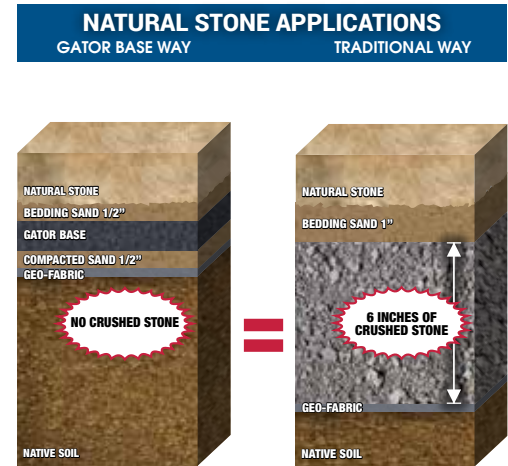 NATURAL STONE APPLICATIONS
GATOR BASE WAY
TRADITIONAL WAY
NATURAL STONE
BEDDING SAND 1/2”
GATOR BASE
COMPACTED SAND 1/2”
GEO-FABRIC
NO CRUSHED STONE
NATIVE SOIL
NATURAL STONE
BEDDING SAND 1”
6 INCHES OF
CRUSHED STONE
GEO-FABRIC
NATIVE SOIL